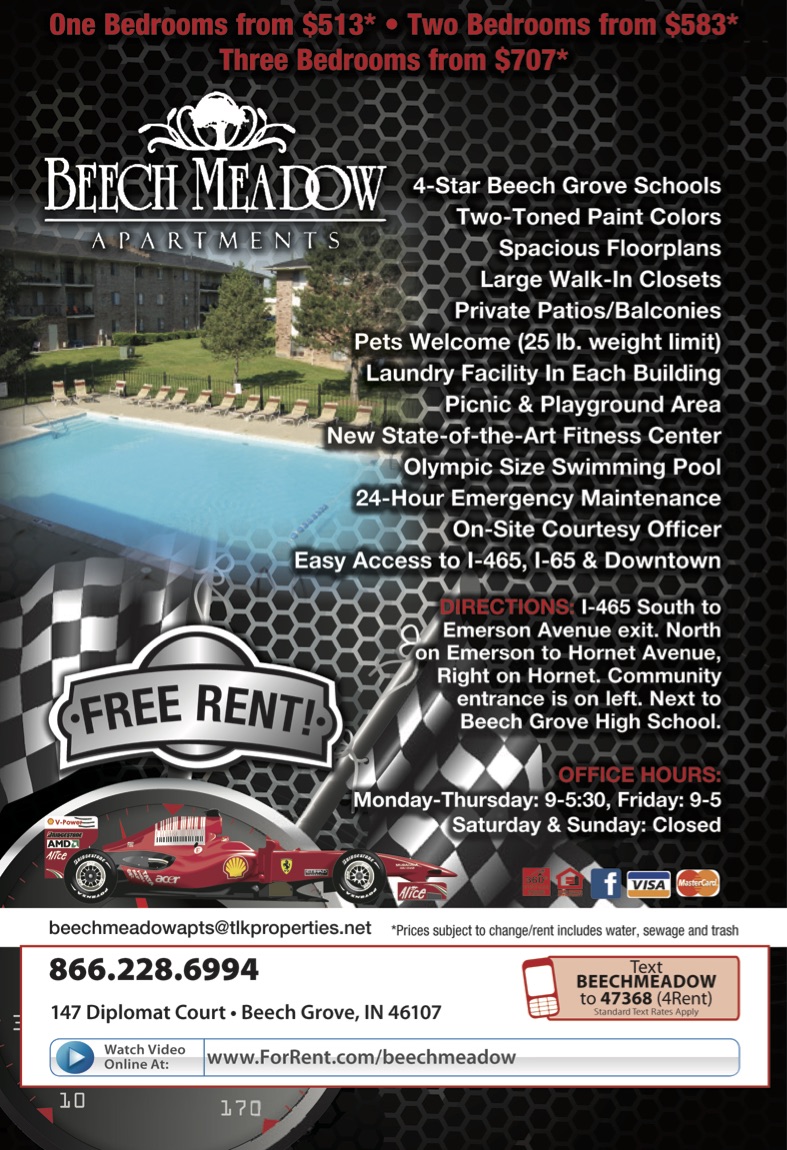 One Bedrooms from $513* • Two Bedrooms from $583*
Three Bedrooms from $707*
BEECH MEADOW
APARTMENTS
4-Star Beech Grove Schools
Two-Toned Paint Colors
Spacious Floorplans
Large Walk-In Closets
Private Patios/Balconies
Pets Welcome (25 lb. weight limit)
Laundry Facility In Each Building
Picnic & Playground Area
New State-of-the-Art Fitness Center
Olympic Size Swimming Pool
24-Hour Emergency Maintenance
On-Site Courtesy Officer
Easy Access to I-465, I-65 & Downtown
DIRECTIONS: I-465 South to
Emerson Avenue exit. North
on Emerson to Hornet Avenue,
Right on Hornet. Community
entrance is on left. Next to
Beech Grove High School.
FREE RENT!
OFFICE HOURS:
Monday-Thursday: 9-5:30, Friday: 9-5
Saturday & Sunday: Closed
V-Power
BRIDGESTONE
AMD
Alice
acer
Alice
f
VISA
MasterCard
beechmeadowapts@tlkproperties.net
*Prices subject to change/rent includes water, sewage and trash
866.228.6994
147 Diplomat Court • Beech Grove, IN 46107
Text
BEECHMEADOW
to 47368 (4Rent)
Standard Text Rates Apply
Watch Video
Online At:
www.ForRent.com/beechmeadow
10
170